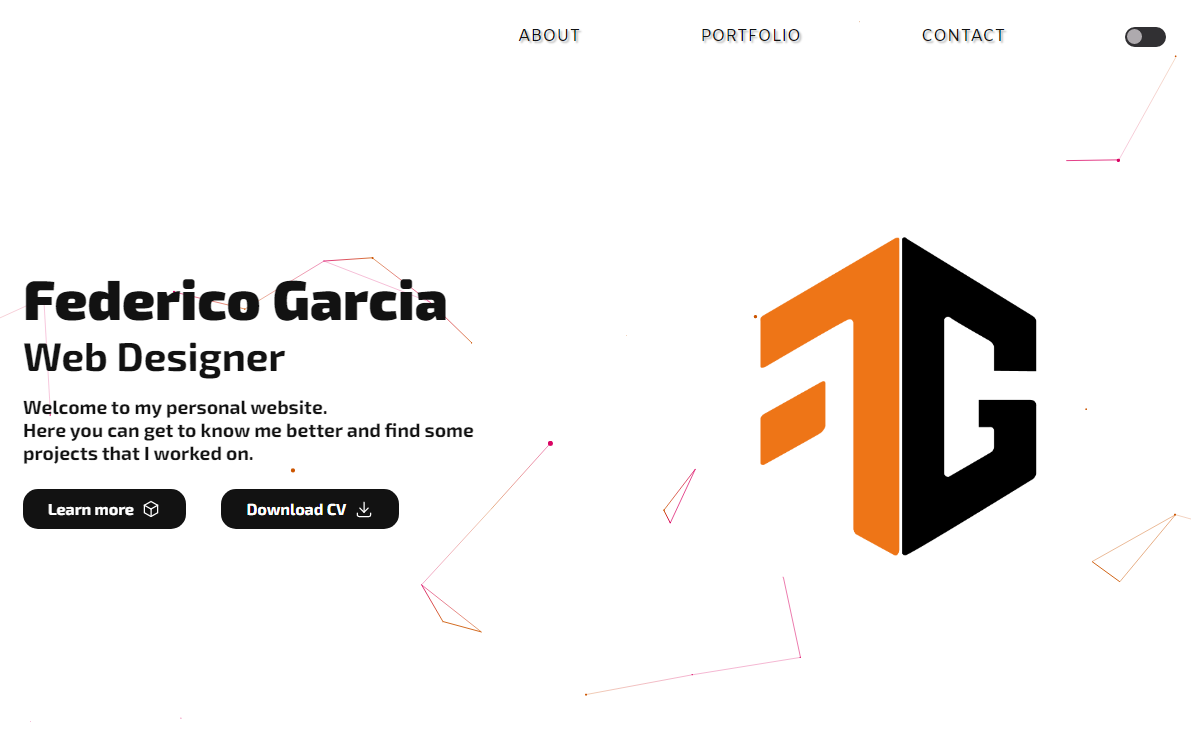 ABOUT
PORTFOLIO
CONTACT
Federico Garcia
Web Designer
Welcome to my personal website.
Here you can get to know me better and find some
projects that I worked on.
Learn more
Download CV
FG